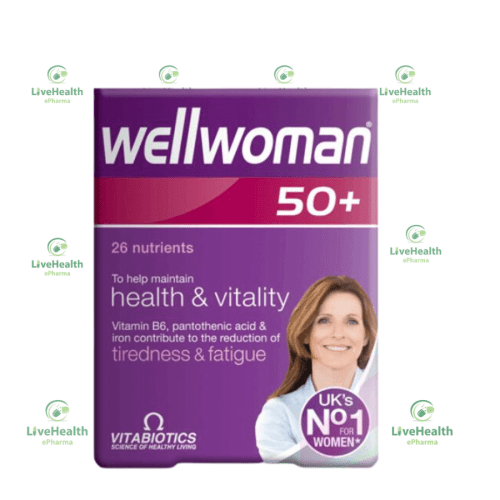 LiveHealth
ePharma
LiveHealth
ePharma
wellwoman®
50+
26 nutrients
To help maintain
health & vitality
Vitamin B6, pantothenic acid &
iron contribute to the reduction of
tiredness & fatigue
UK's
No1
FOR
WOMEN*
VITABIOTICS
SCIENCE OF HEALTHY LIVING
LiveHealth
ePharma
LiveHealth
ePharma
LiveHealth
ePharma
LiveHealth
ePharma